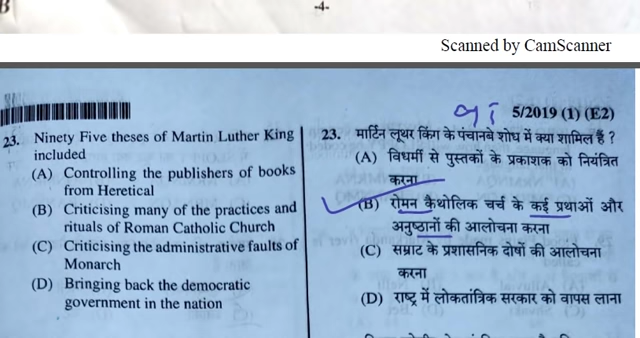 B
-4-
Scanned by CamScanner
5/2019 (1) (E2)
23. Ninety Five theses of Martin Luther King
included
(A) Controlling the publishers of books
from Heretical
(B) Criticising many of the practices and
rituals of Roman Catholic Church
(C) Criticising the administrative faults of
Monarch
(D) Bringing back the democratic
government in the nation
23. मार्टिन लूथर किंग के पंचानबे शोध में क्या शामिल हैं ?
(A) विधर्मी से पुस्तकों के प्रकाशक को नियंत्रित
करना
(B) रोमन कैथोलिक चर्च के कई प्रथाओं और
अनुष्ठानों की आलोचना करना
(C) सम्राट के प्रशासनिक दोषों की आलोचना
करना
(D) राष्ट्र में लोकतांत्रिक सरकार को वापस लाना